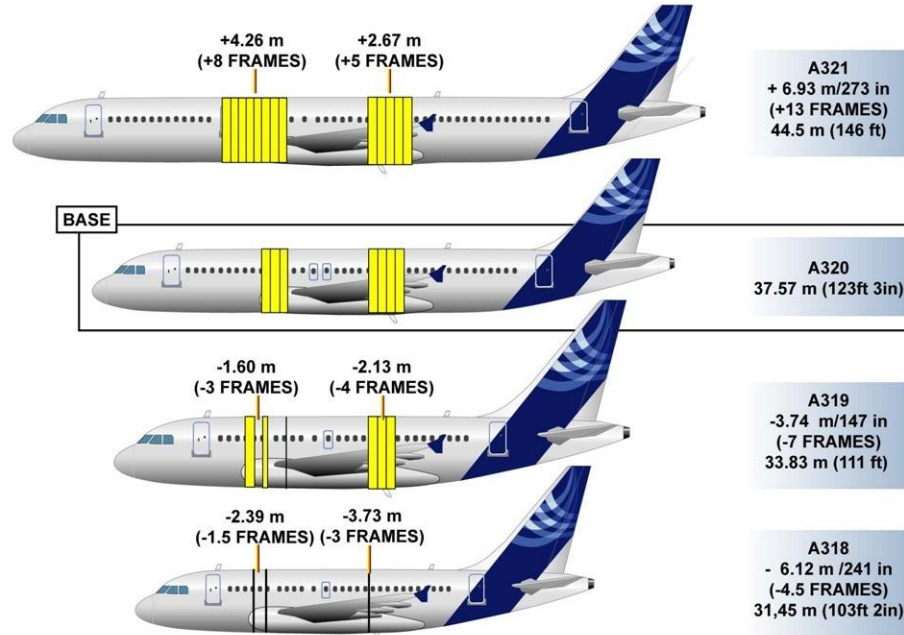 +4.26 m
(+8 FRAMES)
+2.67 m
(+5 FRAMES)
A321
+ 6.93 m/273 in
(+13 FRAMES)
44.5 m (146 ft)
BASE
A320
37.57 m (123ft 3in)
-1.60 m
(-3 FRAMES)
-2.13 m
(-4 FRAMES)
A319
-3.74 m/147 in
(-7 FRAMES)
33.83 m (111 ft)
-2.39 m
(-1.5 FRAMES)
-3.73 m
(-3 FRAMES)
A318
- 6.12 m /241 in
(-4.5 FRAMES)
31,45 m (103ft 2in)